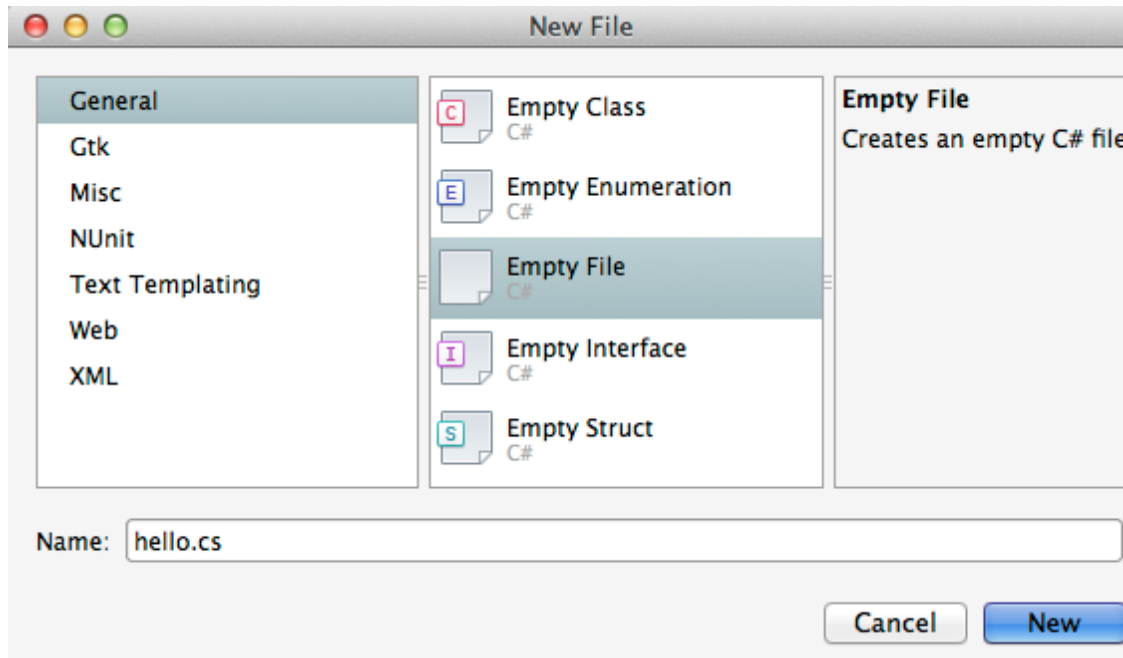 New File
General
Gtk
Misc
NUnit
Text Templating
Web
XML
C
Empty Class
C#
E
Empty Enumeration
C#
Empty File
C#
I
Empty Interface
C#
S
Empty Struct
C#
Empty File
Creates an empty C# file
Name:
hello.cs
Cancel
New